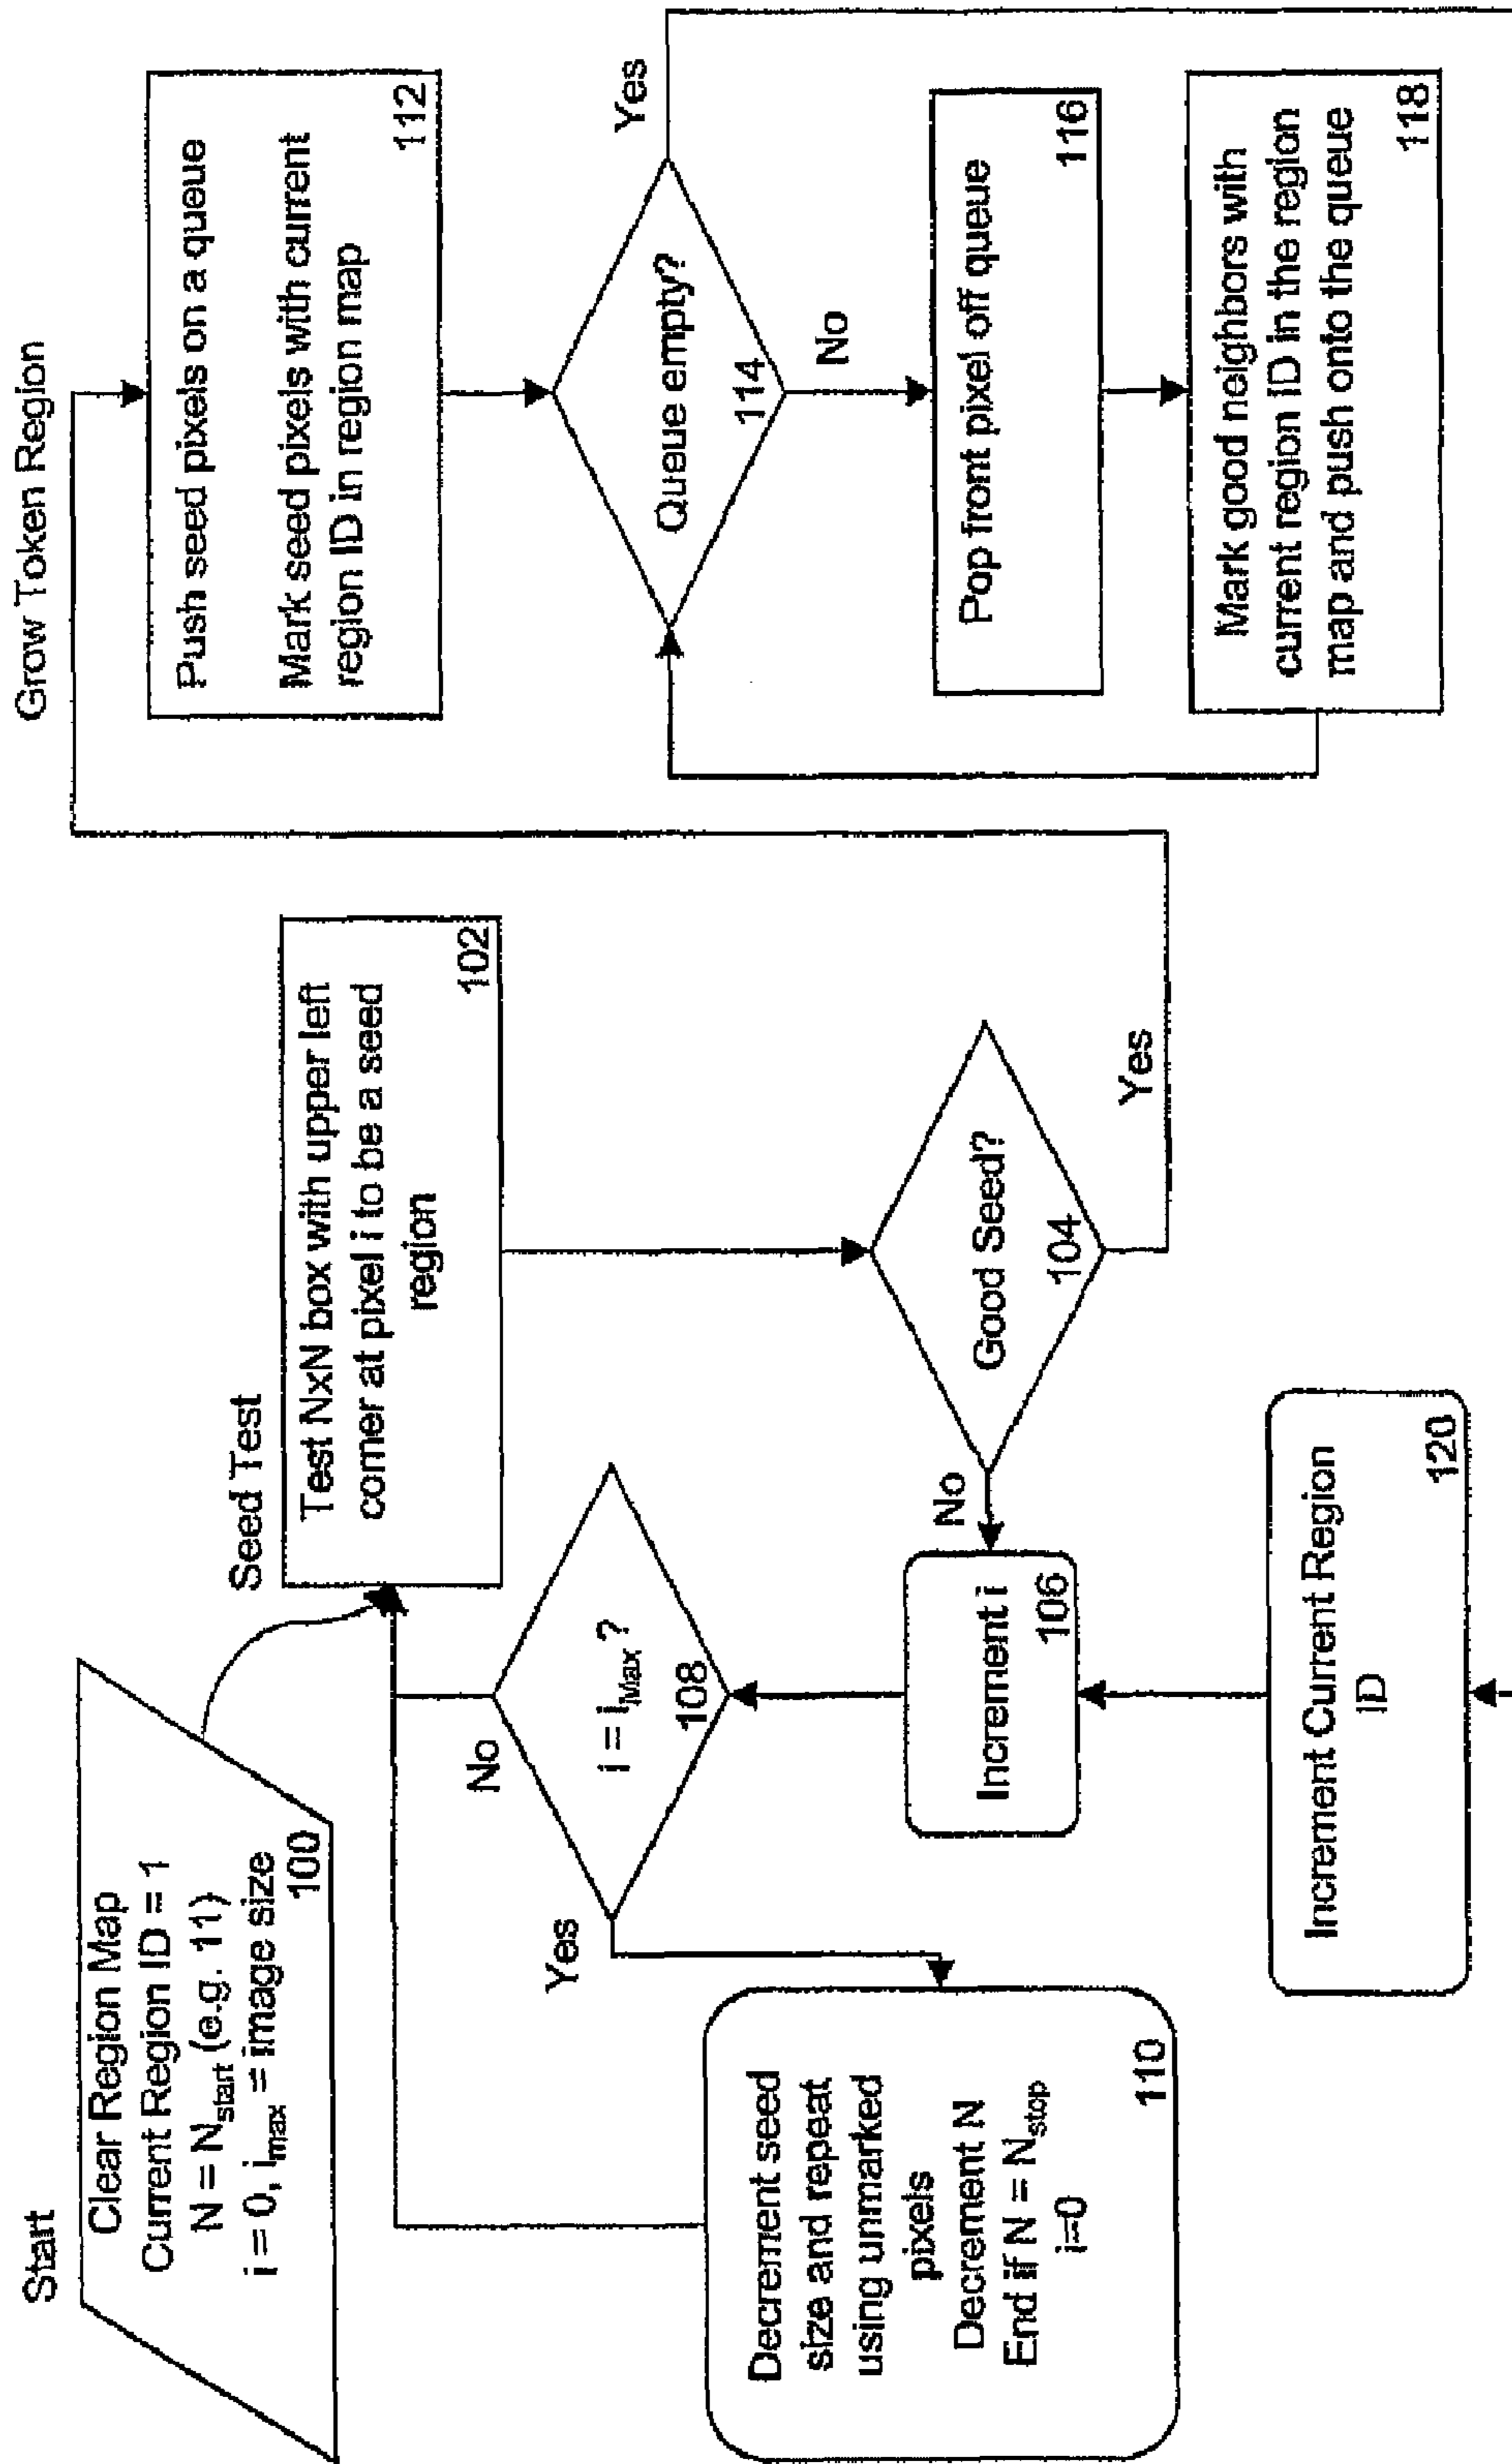 Start
Clear Region Map
Current Region ID = 1
N = Nstart (e.g. 11)
i = 0, imax = image size
100
Seed Test
Test NxN box with upper left
corner at pixel i to be a seed
region
102
Good Seed?
104
Yes
No
Increment i
106
i = iMax?
108
No
Yes
Decrement seed
size and repeat
using unmarked
pixels
Decrement N
End if N = Nstop
i=0
110
Grow Token Region
Push seed pixels on a queue
Mark seed pixels with current
region ID in region map
112
Queue empty?
114
Yes
No
Pop front pixel off queue
116
Mark good neighbors with
current region ID in the region
map and push onto the queue
118
Increment Current Region
ID
120